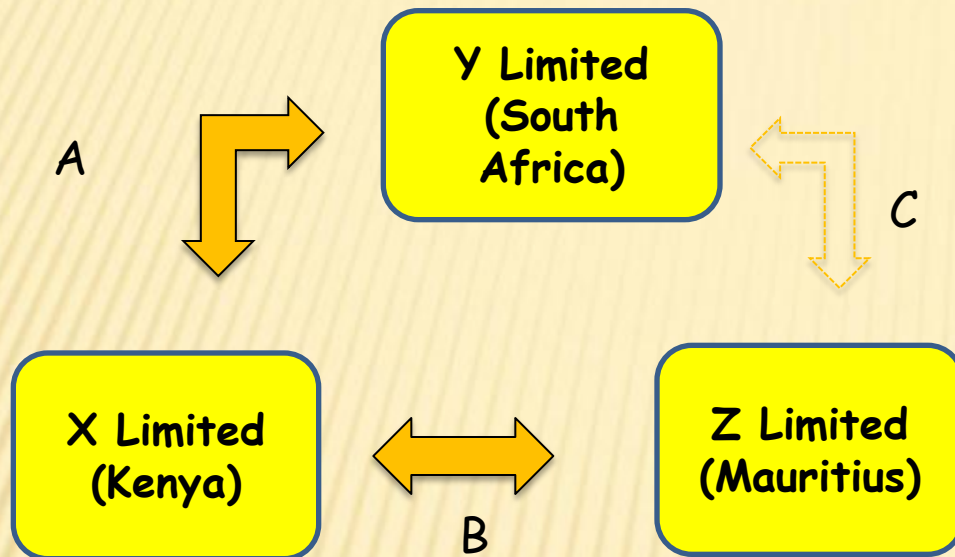 Y Limited
(South
Africa)
A
C
X Limited
(Kenya)
Z Limited
(Mauritius)
B